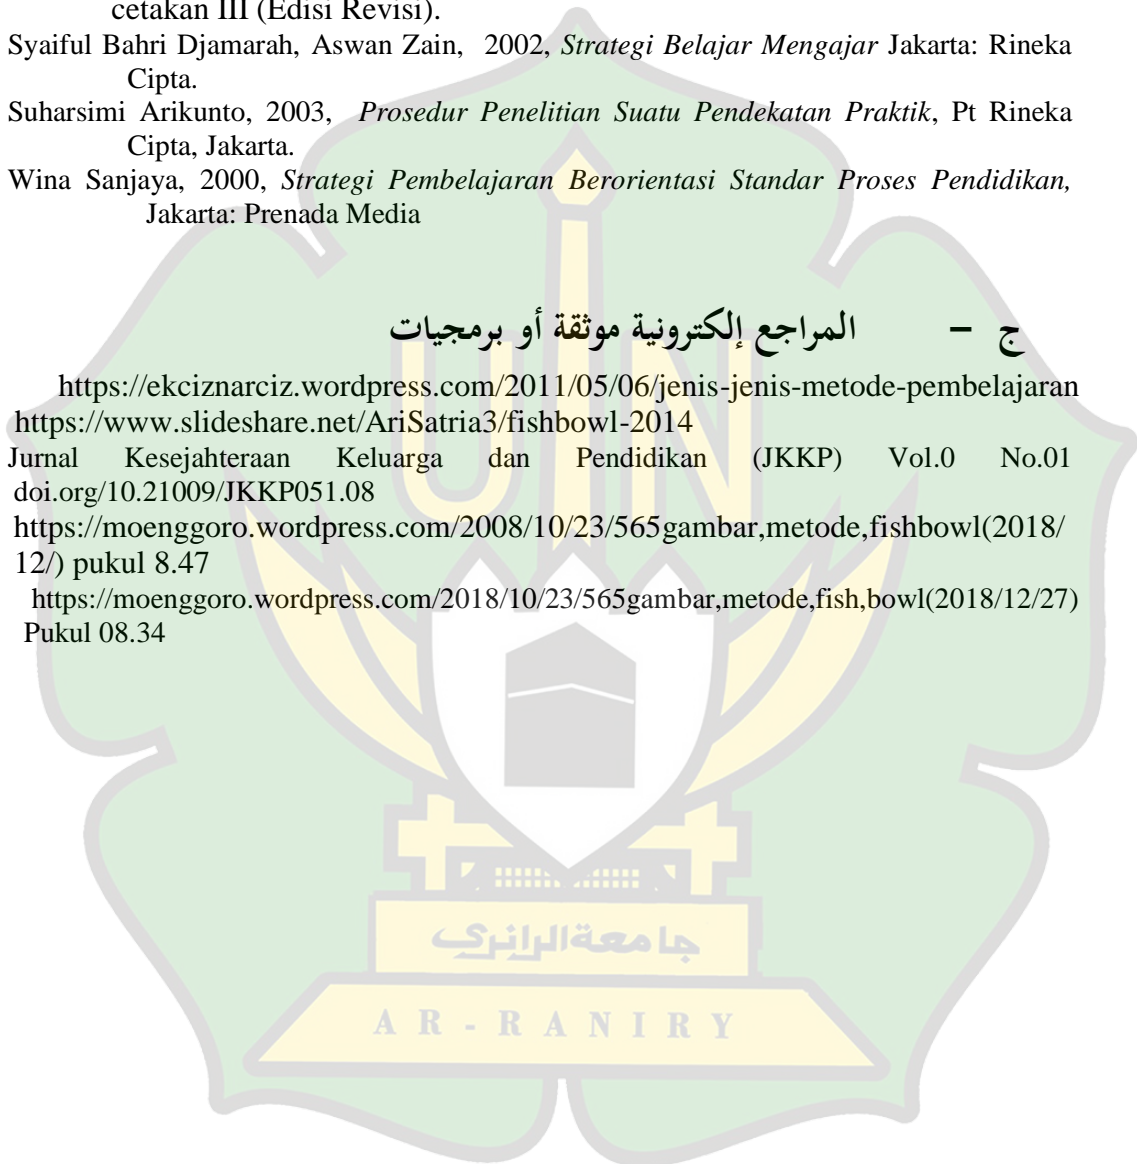 cetakan III (Edisi Revisi).
Syaiful Bahri Djamarah, Aswan Zain, 2002, Strategi Belajar Mengajar Jakarta: Rineka
Cipta.
Suharsimi Arikunto, 2003, Prosedur Penelitian Suatu Pendekatan Praktik, Pt Rineka
Cipta, Jakarta.
Wina Sanjaya, 2000, Strategi Pembelajaran Berorientasi Standar Proses Pendidikan,
Jakarta: Prenada Media
ج – المراجع إلكترونية موثقة أو برمجيات
https://ekciznarciz.wordpress.com/2011/05/06/jenis-jenis-metode-pembelajaran
https://www.slideshare.net/AriSatria3/fishbowl-2014
Jurnal Kesejahteraan Keluarga dan Pendidikan (JKKP) Vo1.0 No.01
doi.org/10.21009/JKKP051.08
https://moenggoro.wordpress.com/2008/10/23/565gambar,metode,fishbowl(2018/
12/) pukul 8.47
https://moenggoro.wordpress.com/2018/10/23/565gambar,metode,fish,bowl(2018/12/27)
Pukul 08.34
UIN
جامعة الرانري
AR-RANIRY